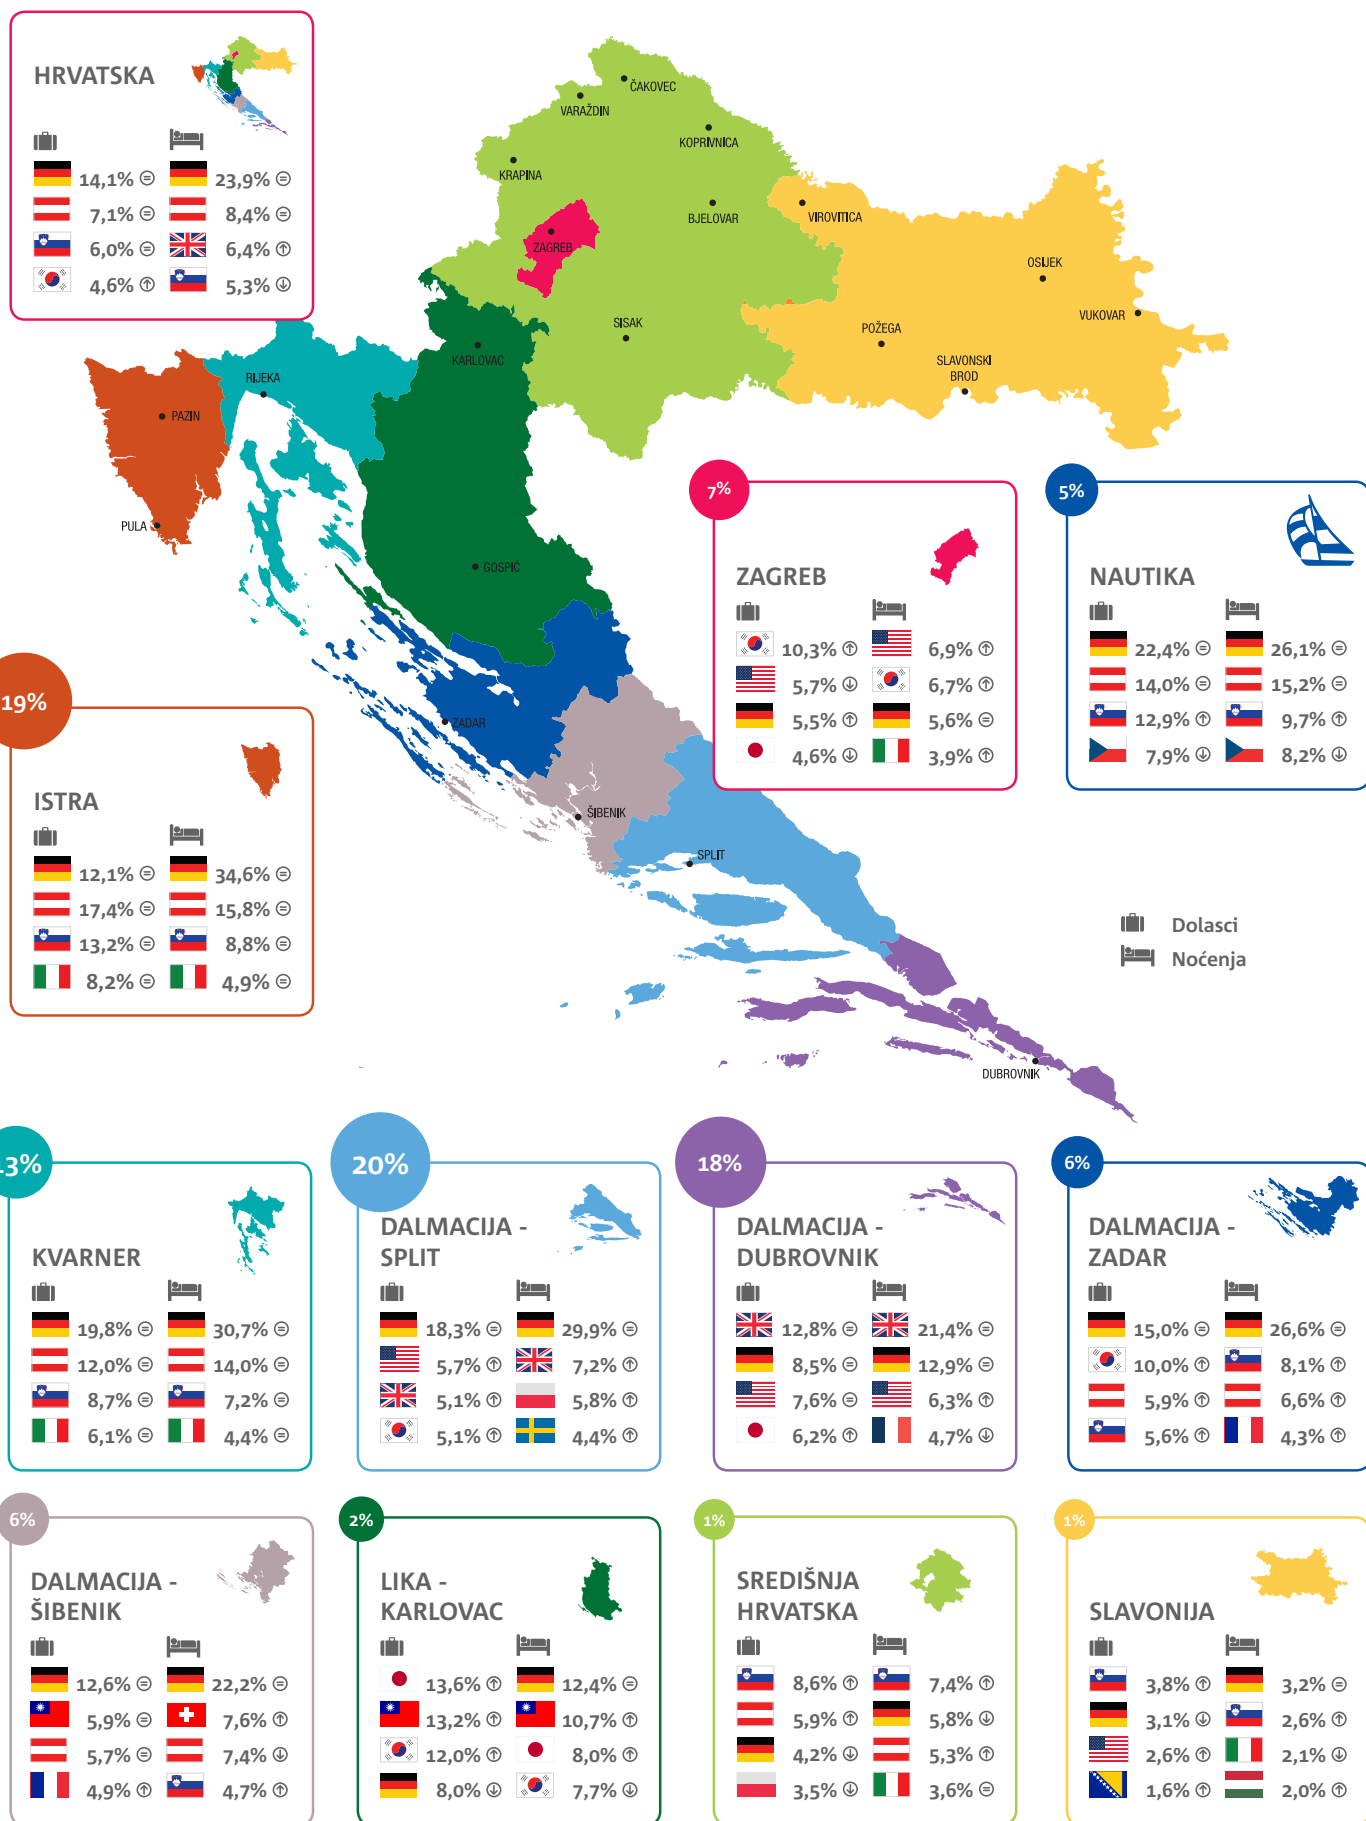 HRVATSKA
14,1% 23,9%
7,1% 8,4%
6,0% 6,4%
4,6% 5,3%
ČAKOVEC
VARAŽDIN
KOPRIVNICA
KRAPINA
BJELOVAR
VIROVITICA
ZAGREB
OSIJEK
VUKOVAR
SISAK
POŽEGA
KARLOVAC
SLAVONSKI
BROD
RIJEKA
PAZIN
PULA
GOSPIĆ
ZADAR
ŠIBENIK
SPLIT
DUBROVNIK
7%
ZAGREB
10,3% 6,9%
5,7% 6,7%
5,5% 5,6%
4,6% 3,9%
5%
NAUTIKA
22,4% 26,1%
14,0% 15,2%
12,9% 9,7%
7,9% 8,2%
19%
ISTRA
12,1% 34,6%
17,4% 15,8%
13,2% 8,8%
8,2% 4,9%
Dolasci
Noćenja
13%
KVARNER
19,8% 30,7%
12,0% 14,0%
8,7% 7,2%
6,1% 4,4%
20%
DALMACIJA -
SPLIT
18,3% 29,9%
5,7% 7,2%
5,1% 5,8%
5,1% 4,4%
18%
DALMACIJA -
DUBROVNIK
12,8% 21,4%
8,5% 12,9%
7,6% 6,3%
6,2% 4,7%
6%
DALMACIJA -
ZADAR
15,0% 26,6%
10,0% 8,1%
5,9% 6,6%
5,6% 4,3%
6%
DALMACIJA -
ŠIBENIK
12,6% 22,2%
5,9% 7,6%
5,7% 7,4%
4,9% 4,7%
2%
LIKA -
KARLOVAC
13,6% 12,4%
13,2% 10,7%
12,0% 8,0%
8,0% 7,7%
1%
SREDIŠNJA
HRVATSKA
8,6% 7,4%
5,9% 5,8%
4,2% 5,3%
3,5% 3,6%
1%
SLAVONIJA
3,8% 3,2%
3,1% 2,6%
2,6% 2,1%
1,6% 2,0%